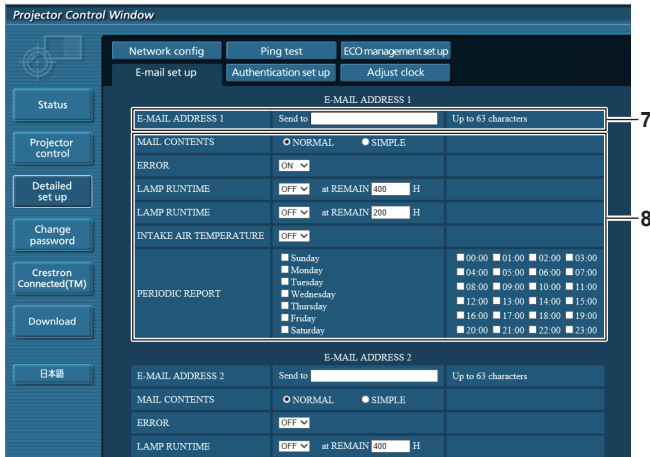 Projector Control Window
Network config Ping test ECO management set up
E-mail set up Authentication set up Adjust clock
Status
Projector control
Detailed set up
Change password
Crestron Connected(TM)
Download
日本語
E-MAIL ADDRESS 1
E-MAIL ADDRESS 1 Send to Up to 63 characters
7
MAIL CONTENTS NORMAL SIMPLE
ERROR ON
LAMP RUNTIME OFF at REMAIN 400 H
LAMP RUNTIME OFF at REMAIN 200 H
8
INTAKE AIR TEMPERATURE OFF
PERIODIC REPORT
Sunday
Monday
Tuesday
Wednesday
Thursday
Friday
Saturday
00:00 01:00 02:00 03:00
04:00 05:00 06:00 07:00
08:00 09:00 10:00 11:00
12:00 13:00 14:00 15:00
16:00 17:00 18:00 19:00
20:00 21:00 22:00 23:00
E-MAIL ADDRESS 2
E-MAIL ADDRESS 2 Send to Up to 63 characters
MAIL CONTENTS NORMAL SIMPLE
ERROR OFF
LAMP RUNTIME OFF at REMAIN 400 H